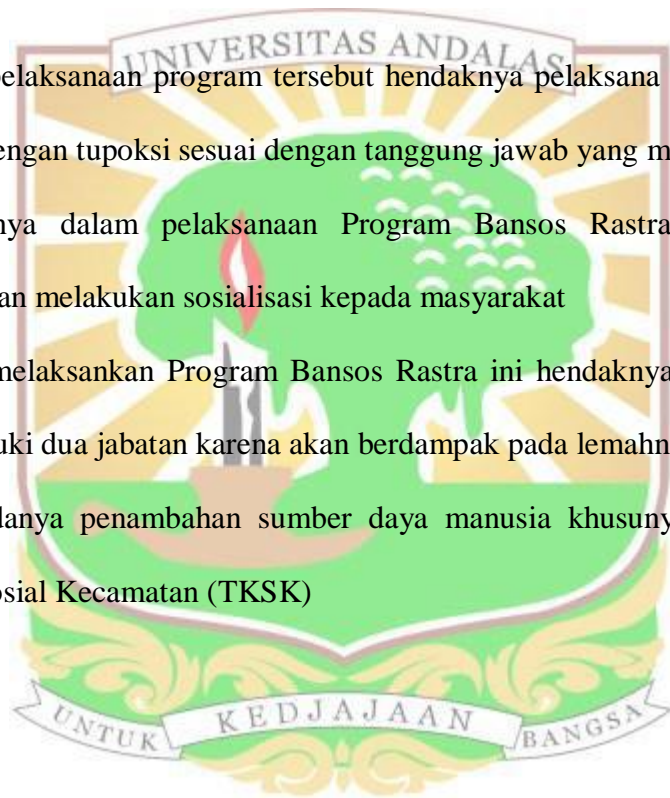 UNIVERSITAS ANDALAS
pelaksanaan program tersebut hendaknya pelaksana
engan tupoksi sesuai dengan tanggung jawab yang m
nya dalam pelaksanaan Program Bansos Rastra
an melakukan sosialisasi kepada masyarakat
melaksankan Program Bansos Rastra ini hendaknya
uki dua jabatan karena akan berdampak pada lemahn
danya penambahan sumber daya manusia khusuny
osial Kecamatan (TKSK)
UNTUK KEDJAJAAN BANGSA